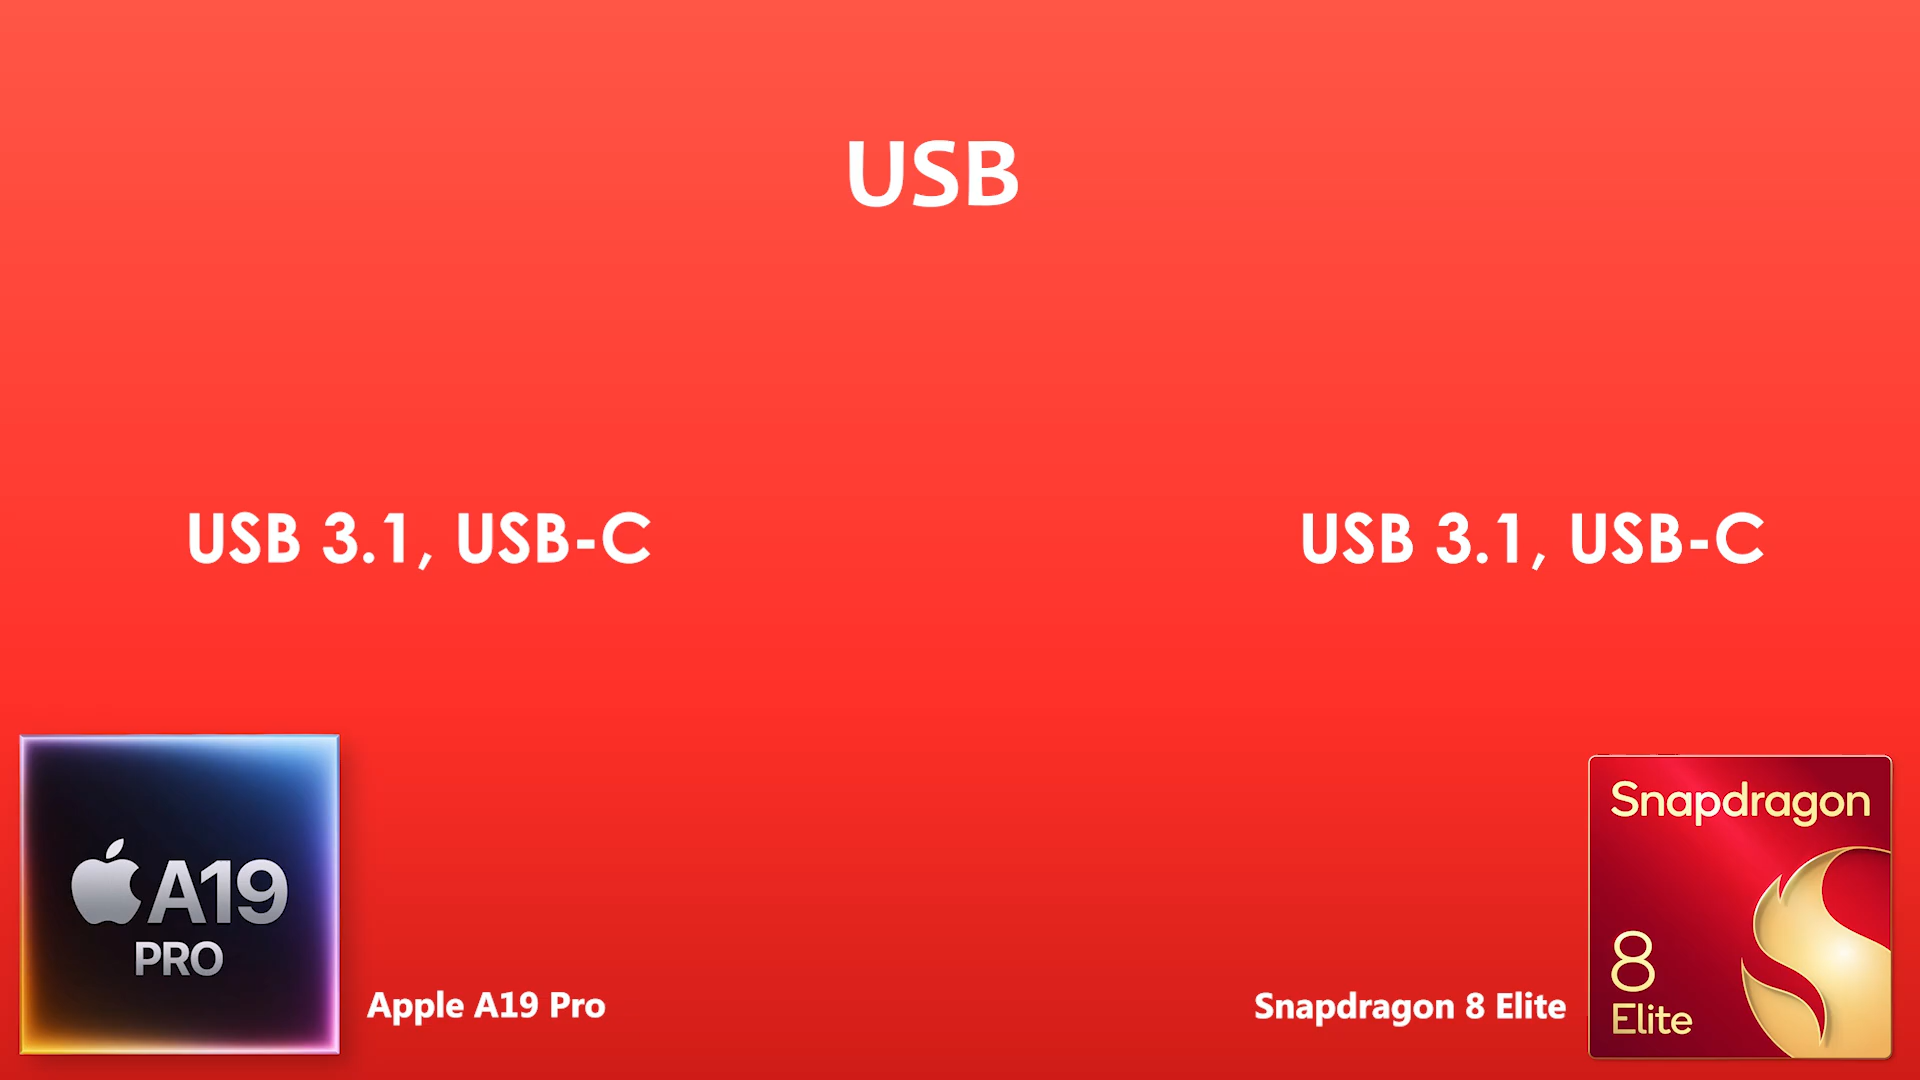 USB
USB 3.1, USB-C
USB 3.1, USB-C
A19
PRO
Apple A19 Pro
Snapdragon 8 Elite
Snapdragon
8
Elite